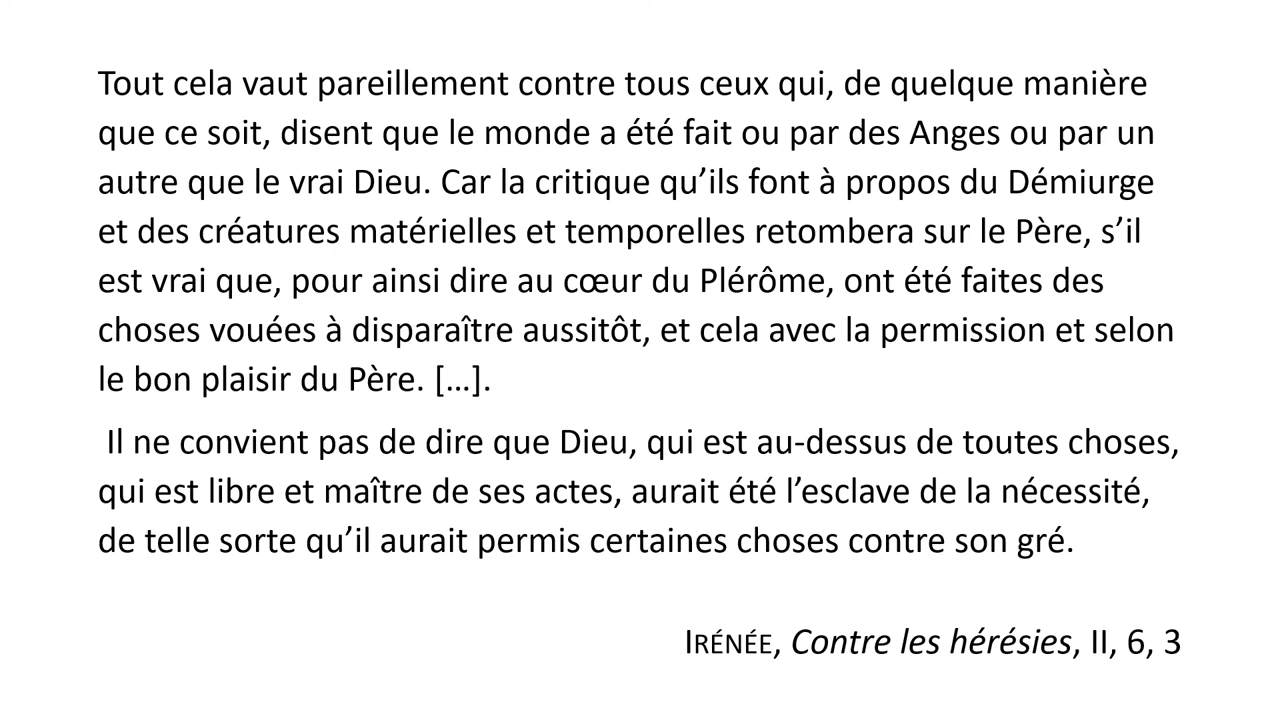 Tout cela vaut pareillement contre tous ceux qui, de quelque manière
que ce soit, disent que le monde a été fait ou par des Anges ou par un
autre que le vrai Dieu. Car la critique qu’ils font à propos du Démiurge
et des créatures matérielles et temporelles retombera sur le Père, s’il
est vrai que, pour ainsi dire au cœur du Plérôme, ont été faites des
choses vouées à disparaître aussitôt, et cela avec la permission et selon
le bon plaisir du Père. […].
Il ne convient pas de dire que Dieu, qui est au-dessus de toutes choses,
qui est libre et maître de ses actes, aurait été l’esclave de la nécessité,
de telle sorte qu’il aurait permis certaines choses contre son gré.
IRÉNÉE, Contre les hérésies, II, 6, 3